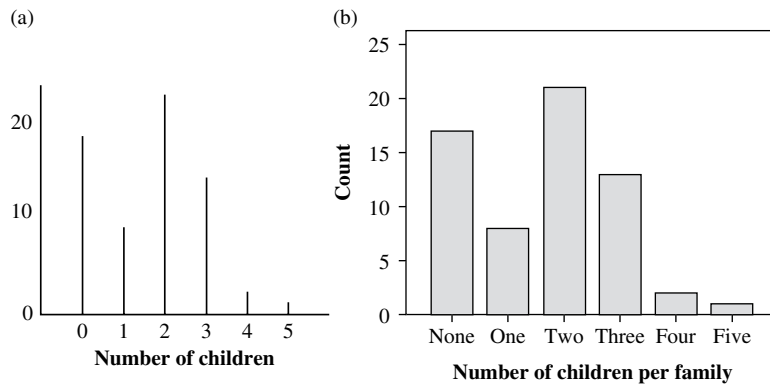 (a)
20
10
0
0 1 2 3 4 5
Number of children
(b)
25
20
15
10
5
0
Count
None One Two Three Four Five
Number of children per family